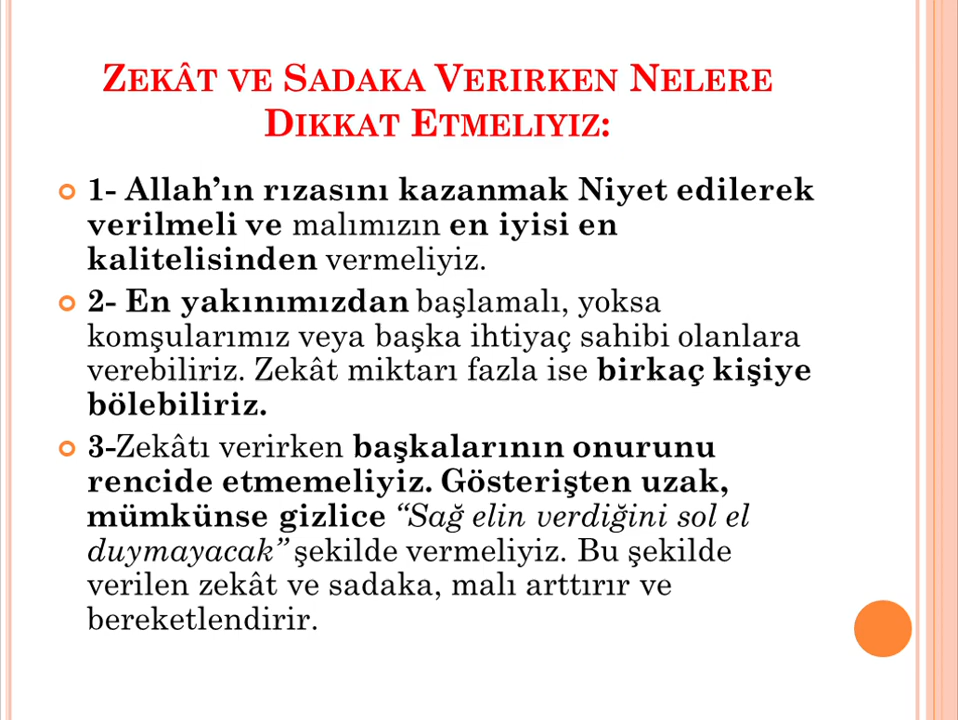 ZEKÂT VE SADAKA VERIRKEN NELERE
DIKKAT ETMELIYIZ:
1- Allah’ın rızasını kazanmak Niyet edilerek
verilmeli ve malımızın en iyisi en
kalitelisinden vermeliyiz.
2- En yakınımızdan başlamalı, yoksa
komşularımız veya başka ihtiyaç sahibi olanlara
verebiliriz. Zekât miktarı fazla ise birkaç kişiye
bölebiliriz.
3-Zekâtı verirken başkalarının onurunu
rencide etmemeliyiz. Gösterişten uzak,
mümkünse gizlice “Sağ elin verdiğini sol el
duymayacak” şekilde vermeliyiz. Bu şekilde
verilen zekât ve sadaka, malı arttırır ve
bereketlendirir.